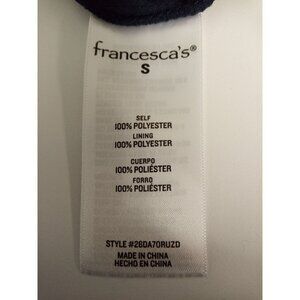 francesca's®
S
SELF
100% POLYESTER
LINING
100% POLYESTER
CUERPO
100% POLIÉSTER
FORRO
100% POLIÉSTER
STYLE #26DA70RUZD
MADE IN CHINA
HECHO EN CHINA